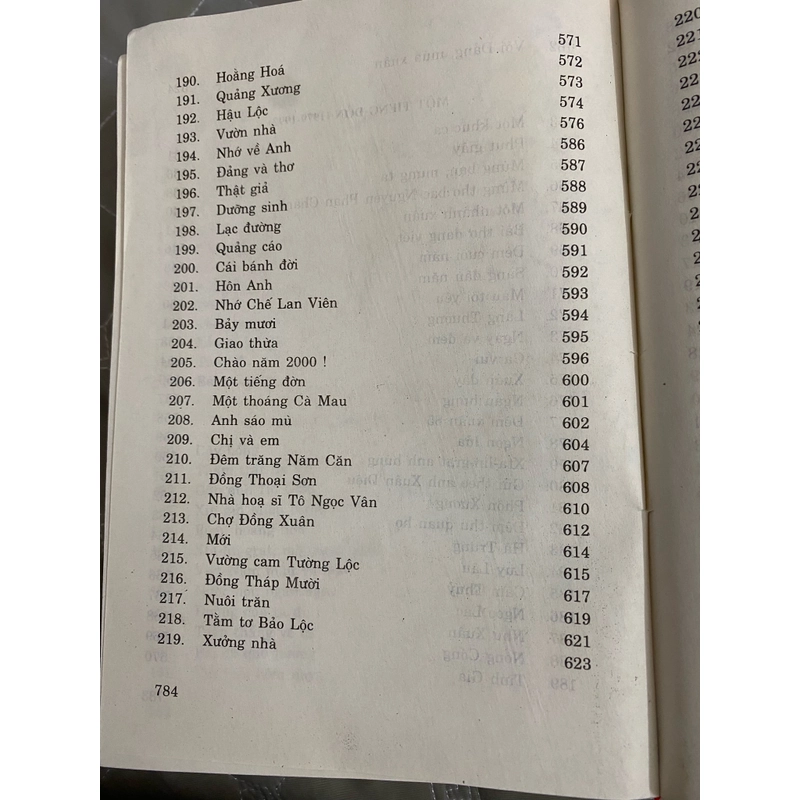 190. Hoằng Hoá 571
191. Quảng Xương 572
192. Hậu Lộc 573
193. Vườn nhà 574
194. Nhớ về Anh 576
195. Đảng và thơ 586
196. Thật giả 587
197. Dưỡng sinh 588
198. Lạc đường 589
199. Quảng cáo 590
200. Cái bánh đời 591
201. Hôn Anh 592
202. Nhớ Chế Lan Viên 593
203. Bảy mươi 594
204. Giao thừa 595
205. Chào năm 2000 ! 596
206. Một tiếng đờn 600
207. Một thoáng Cà Mau 601
208. Anh sáo mù 602
209. Chị và em 604
210. Đêm trăng Năm Căn 607
211. Đồng Thoại Sơn 608
212. Nhà hoạ sĩ Tô Ngọc Vân 610
213. Chợ Đồng Xuân 612
214. Mới 614
215. Vường cam Tường Lộc 615
216. Đồng Tháp Mười 617
217. Nuôi trăn 619
218. Tằm tơ Bảo Lộc 621
219. Xưởng nhà 623
784
220
221